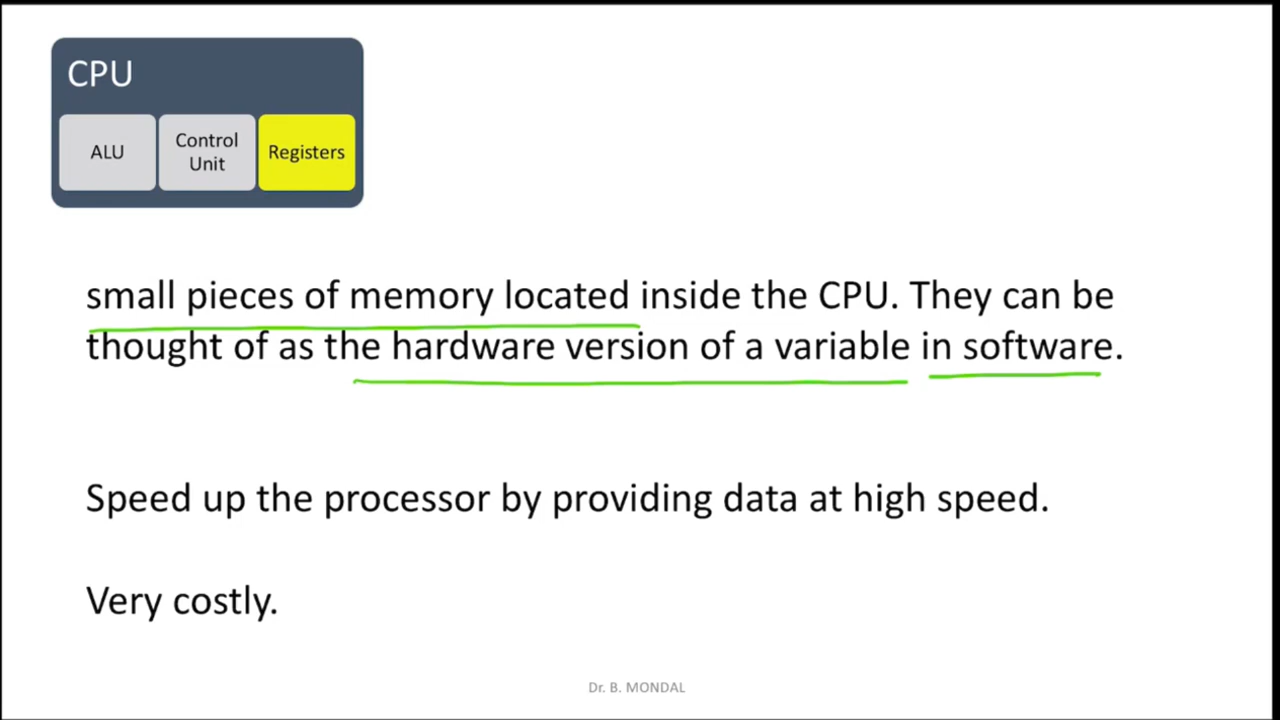 CPU
ALU
Control
Unit
Registers
small pieces of memory located inside the CPU. They can be
thought of as the hardware version of a variable in software.
Speed up the processor by providing data at high speed.
Very costly.
Dr. B. MONDAL